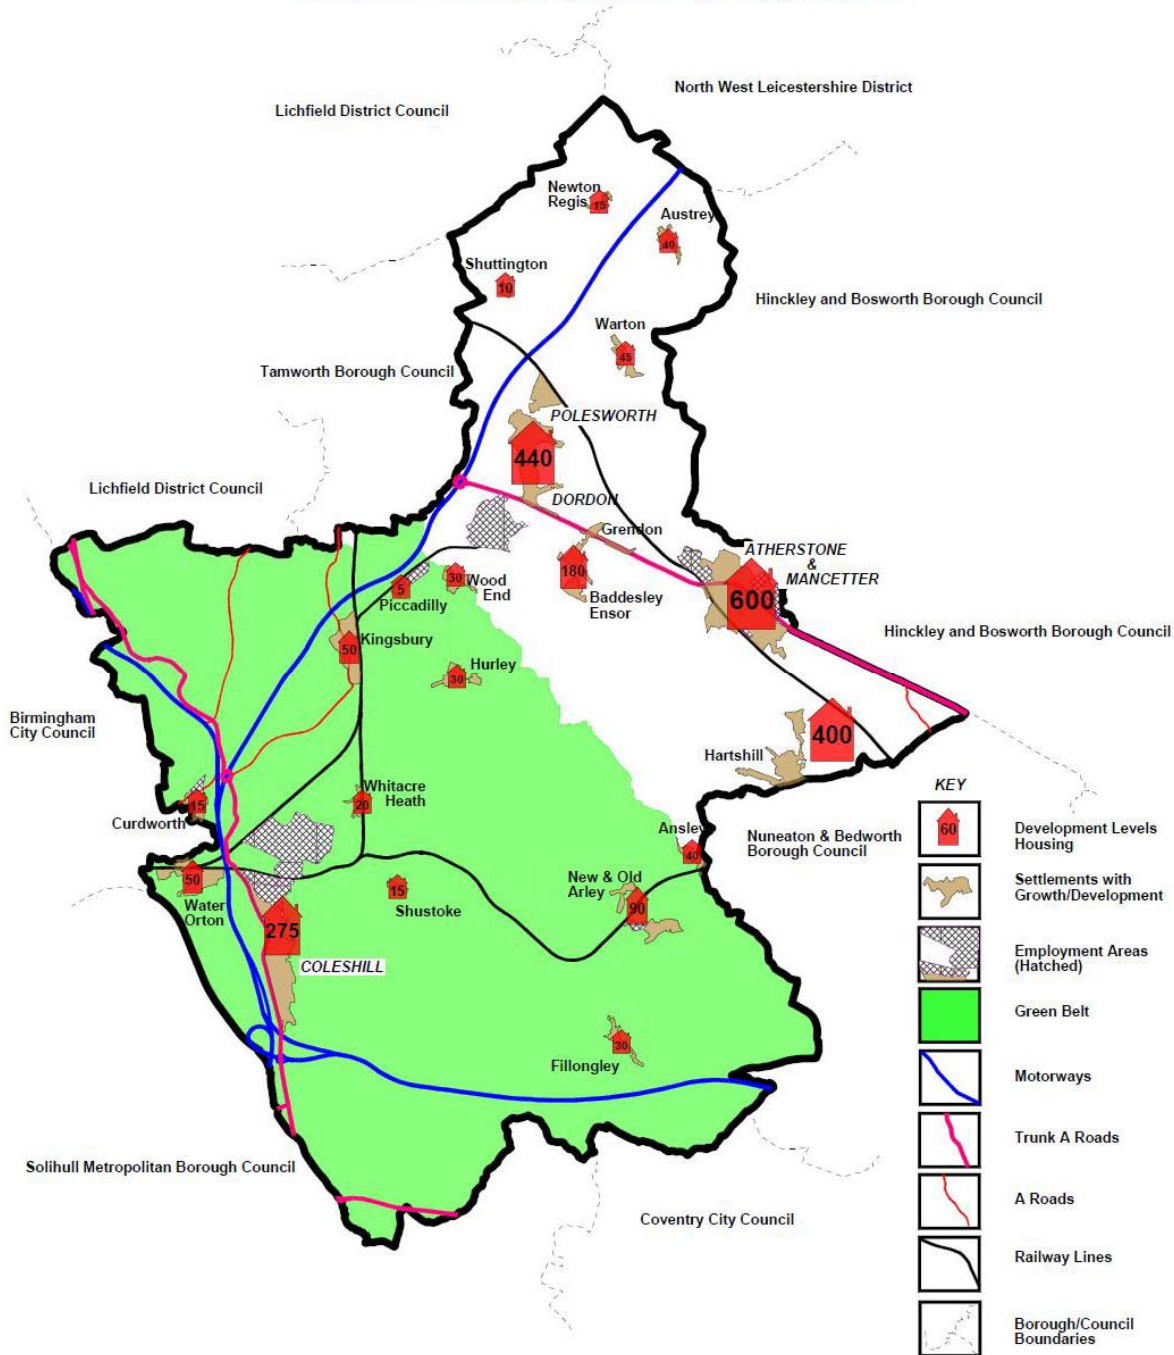 North West Leicestershire District
Lichfield District Council
Newton
Regis
15
Austrey
40
Shuttington
10
Hinckley and Bosworth Borough Council
Warton
45
Tamworth Borough Council
POLESWORTH
440
Lichfield District Council
DORDON
Grendon
ATHERSTONE
&
MANCETTER
600
180
Baddesley
Ensor
30
Wood
End
5
Piccadilly
Kingsbury
50
Hinckley and Bosworth Borough Council
Hurley
30
Birmingham
City Council
400
Hartshill
Whitacre
Heath
20
15
Curdworth
Ansley
40
Nuneaton & Bedworth
Borough Council
50
Water
Orton
15
Shustoke
New & Old
Arley
90
275
COLESHILL
30
Fillongley
Solihull Metropolitan Borough Council
Coventry City Council
KEY
60
Development Levels
Housing
Settlements with
Growth/Development
Employment Areas
(Hatched)
Green Belt
Motorways
Trunk A Roads
A Roads
Railway Lines
Borough/Council
Boundaries